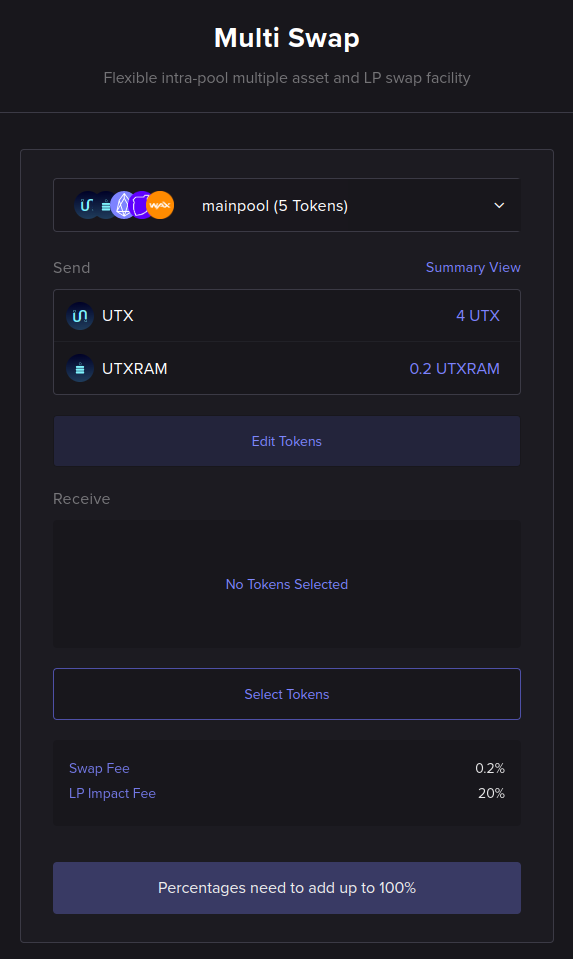 Multi Swap
Flexible intra-pool multiple asset and LP swap facility
mainpool (5 Tokens)
Send Summary View
UTX 4 UTX
UTXRAM 0.2 UTXRAM
Edit Tokens
Receive
No Tokens Selected
Select Tokens
Swap Fee 0.2%
LP Impact Fee 20%
Percentages need to add up to 100%